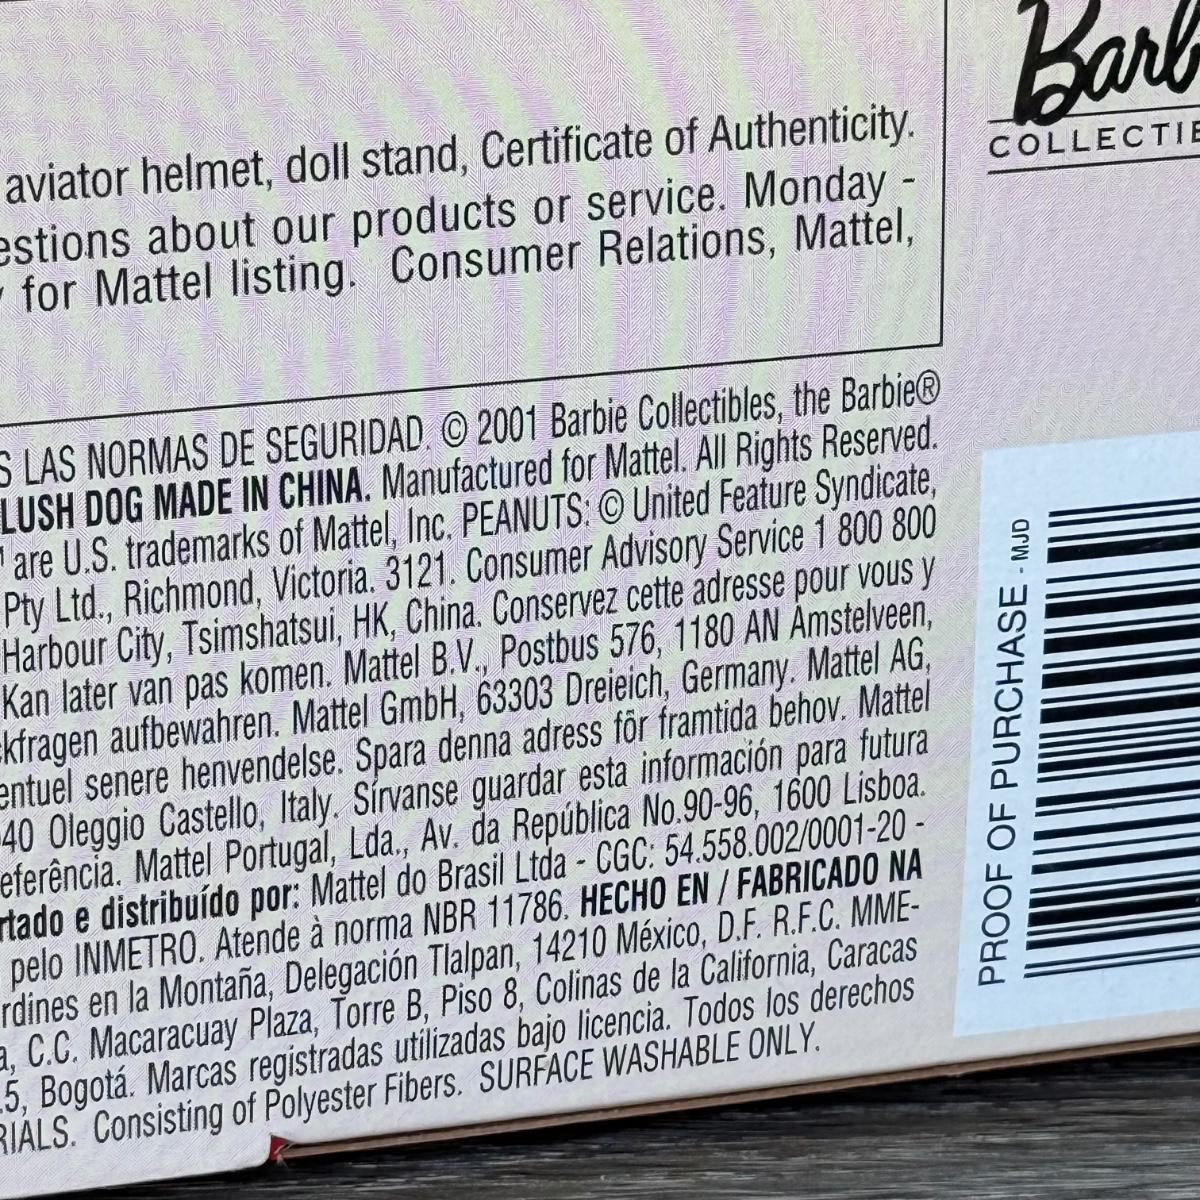 aviator helmet, doll stand, Certificate of Authenticity.
about our products or service. Monday -
for Mattel listing. Consumer Relations, Mattel,
LAS NORMAS DE SEGURIDAD. © 2001 Barbie Collectibles, the Barbie®
LUSH DOG MADE IN CHINA. Manufactured for Mattel. All Rights Reserved.
are U.S. trademarks of Mattel, Inc. PEANUTS: © United Feature Syndicate,
Pty Ltd., Richmond, Victoria. 3121. Consumer Advisory Service 1 800 800
Harbour City, Tsimshatsui, HK, China. Conservez cette adresse pour vous y
Kan later van pas komen. Mattel B.V., Postbus 576, 1180 AN Amstelveen,
kfragen aufbewahren. Mattel GmbH, 63303 Dreieich, Germany. Mattel AG,
entuel senere henvendelse. Spara denna adress för framtida behov. Mattel
40 Oleggio Castello, Italy. Sírvanse guardar esta información para futura
eferência. Mattel Portugal, Lda., Av. da República No.90-96, 1600 Lisboa.
rtado e distribuído por: Mattel do Brasil Ltda - CGC: 54.558.002/0001-20 -
pelo INMETRO. Atende à norma NBR 11786. HECHO EN / FABRICADO NA
rdines en la Montaña, Delegación Tlalpan, 14210 México, D.F. R.F.C. MME-
a, C.C. Macaracuay Plaza, Torre B, Piso 8, Colinas de la California, Caracas
5, Bogotá. Marcas registradas utilizadas bajo licencia. Todos los derechos
RIALS. Consisting of Polyester Fibers. SURFACE WASHABLE ONLY.
Barb
COLLECTIB
PROOF OF PURCHASE - MJD